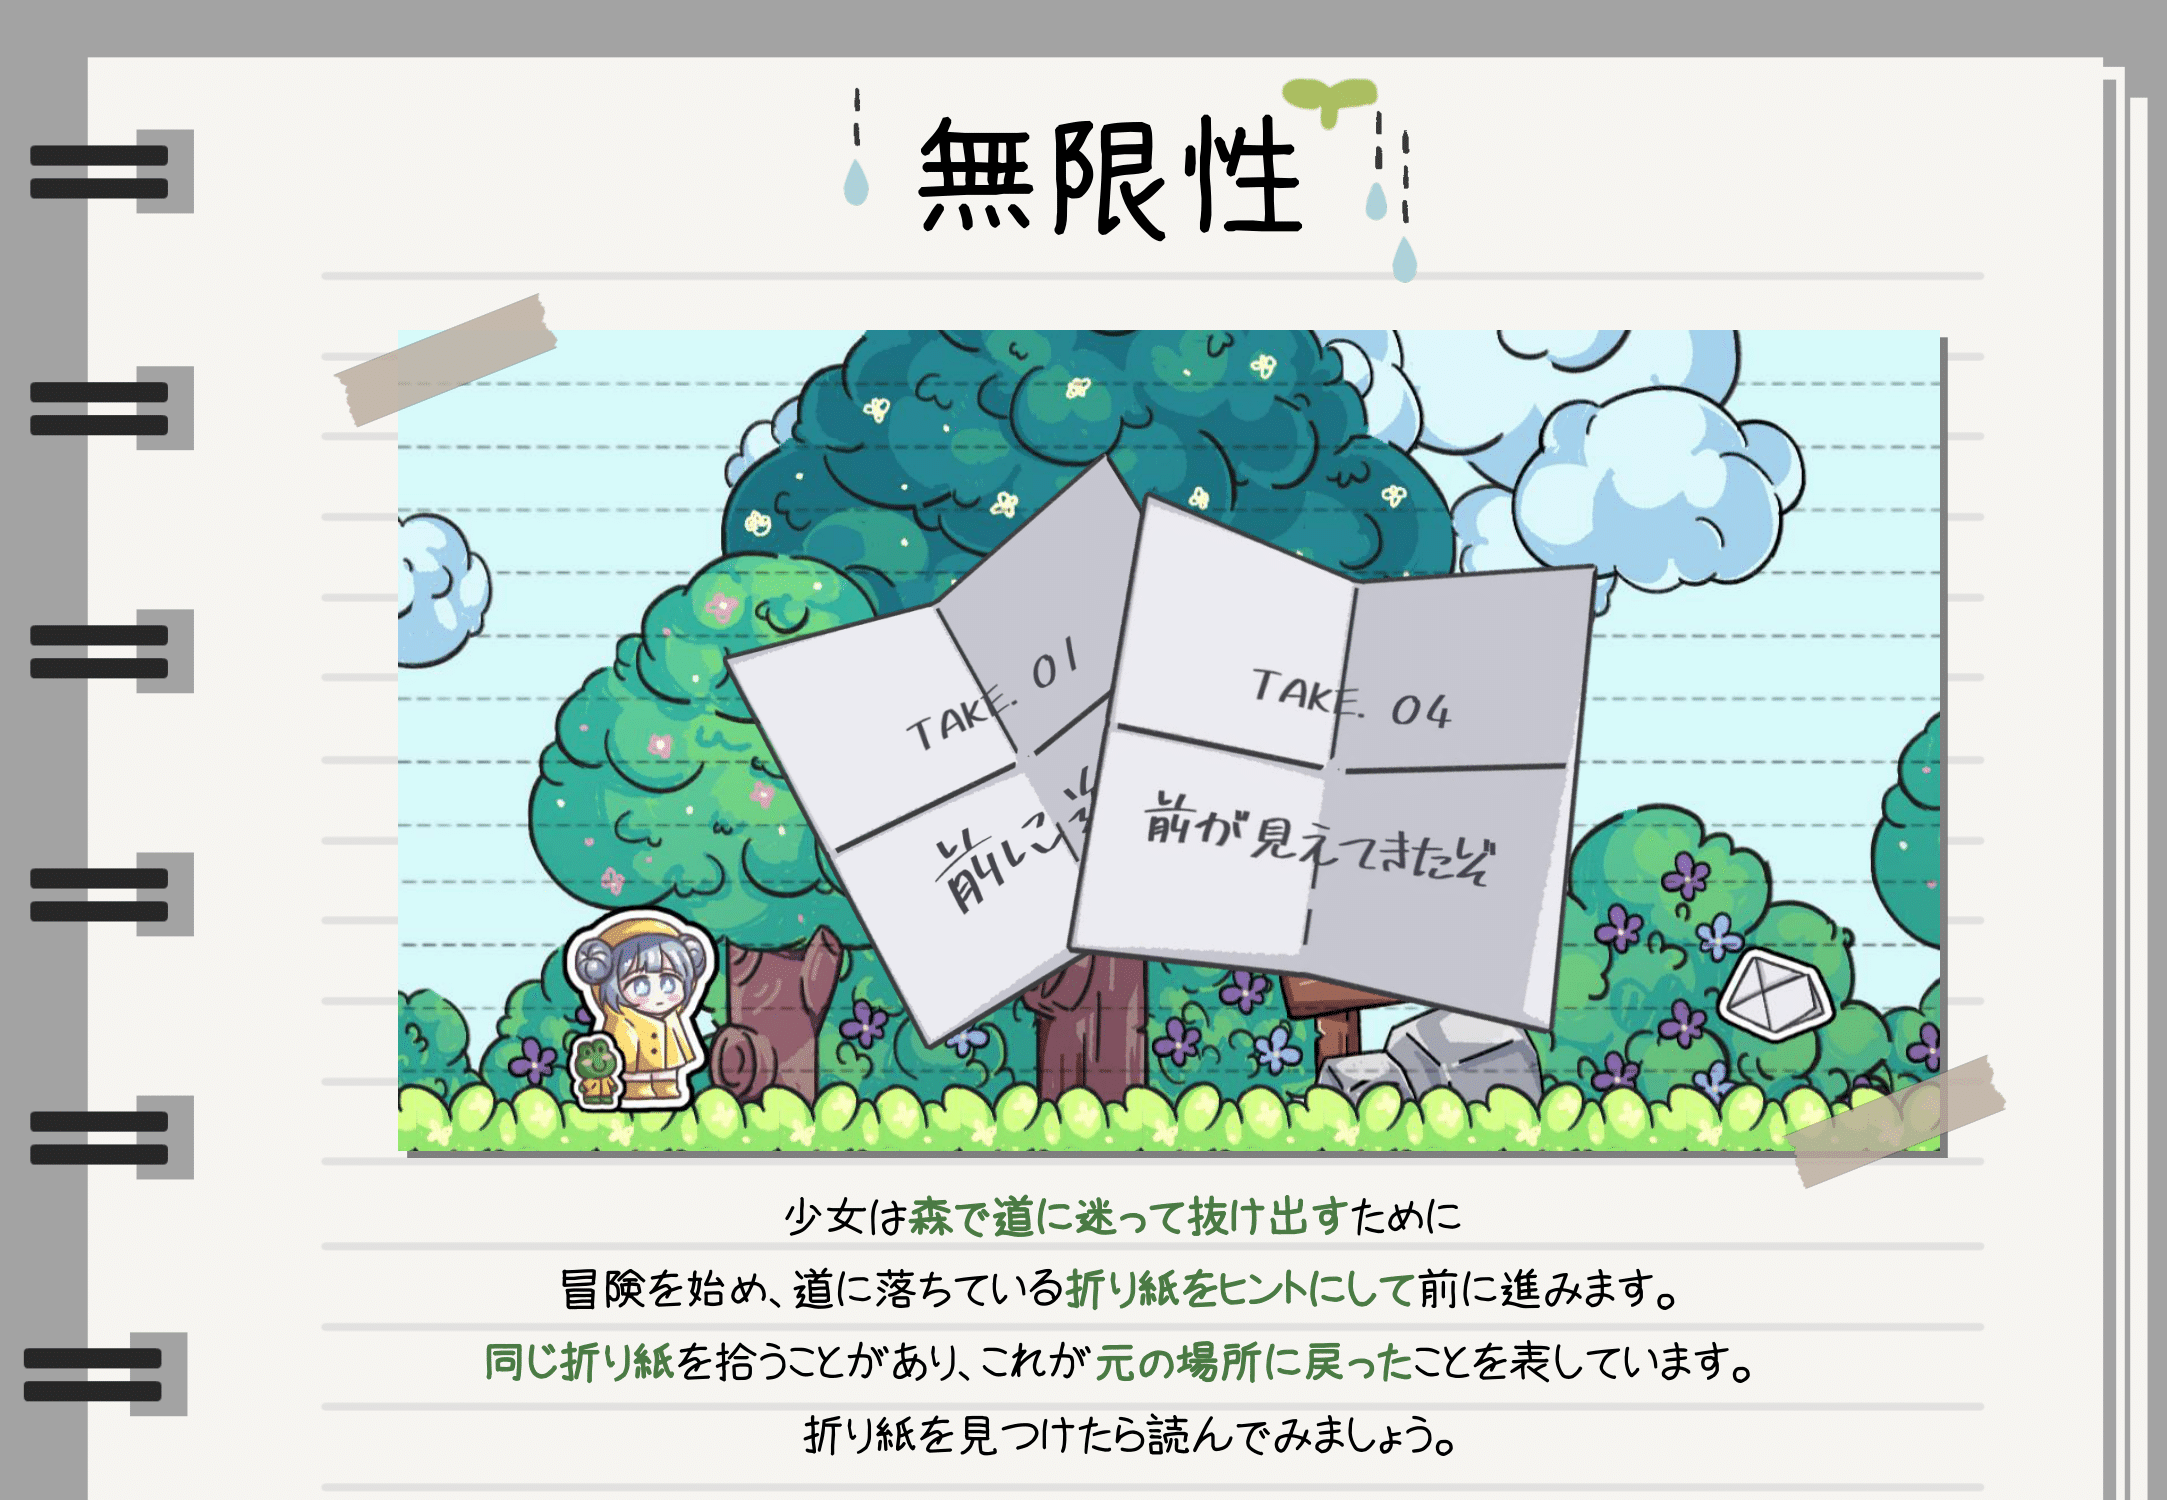 無限性
TAKE. 01
前に
TAKE. 04
前が見えてきたぞ
少女は森で道に迷って抜け出すために
冒険を始め、道に落ちている折り紙をヒントにして前に進みます。
同じ折り紙を拾うことがあり、これが元の場所に戻ったことを表しています。
折り紙を見つけたら読んでみましょう。